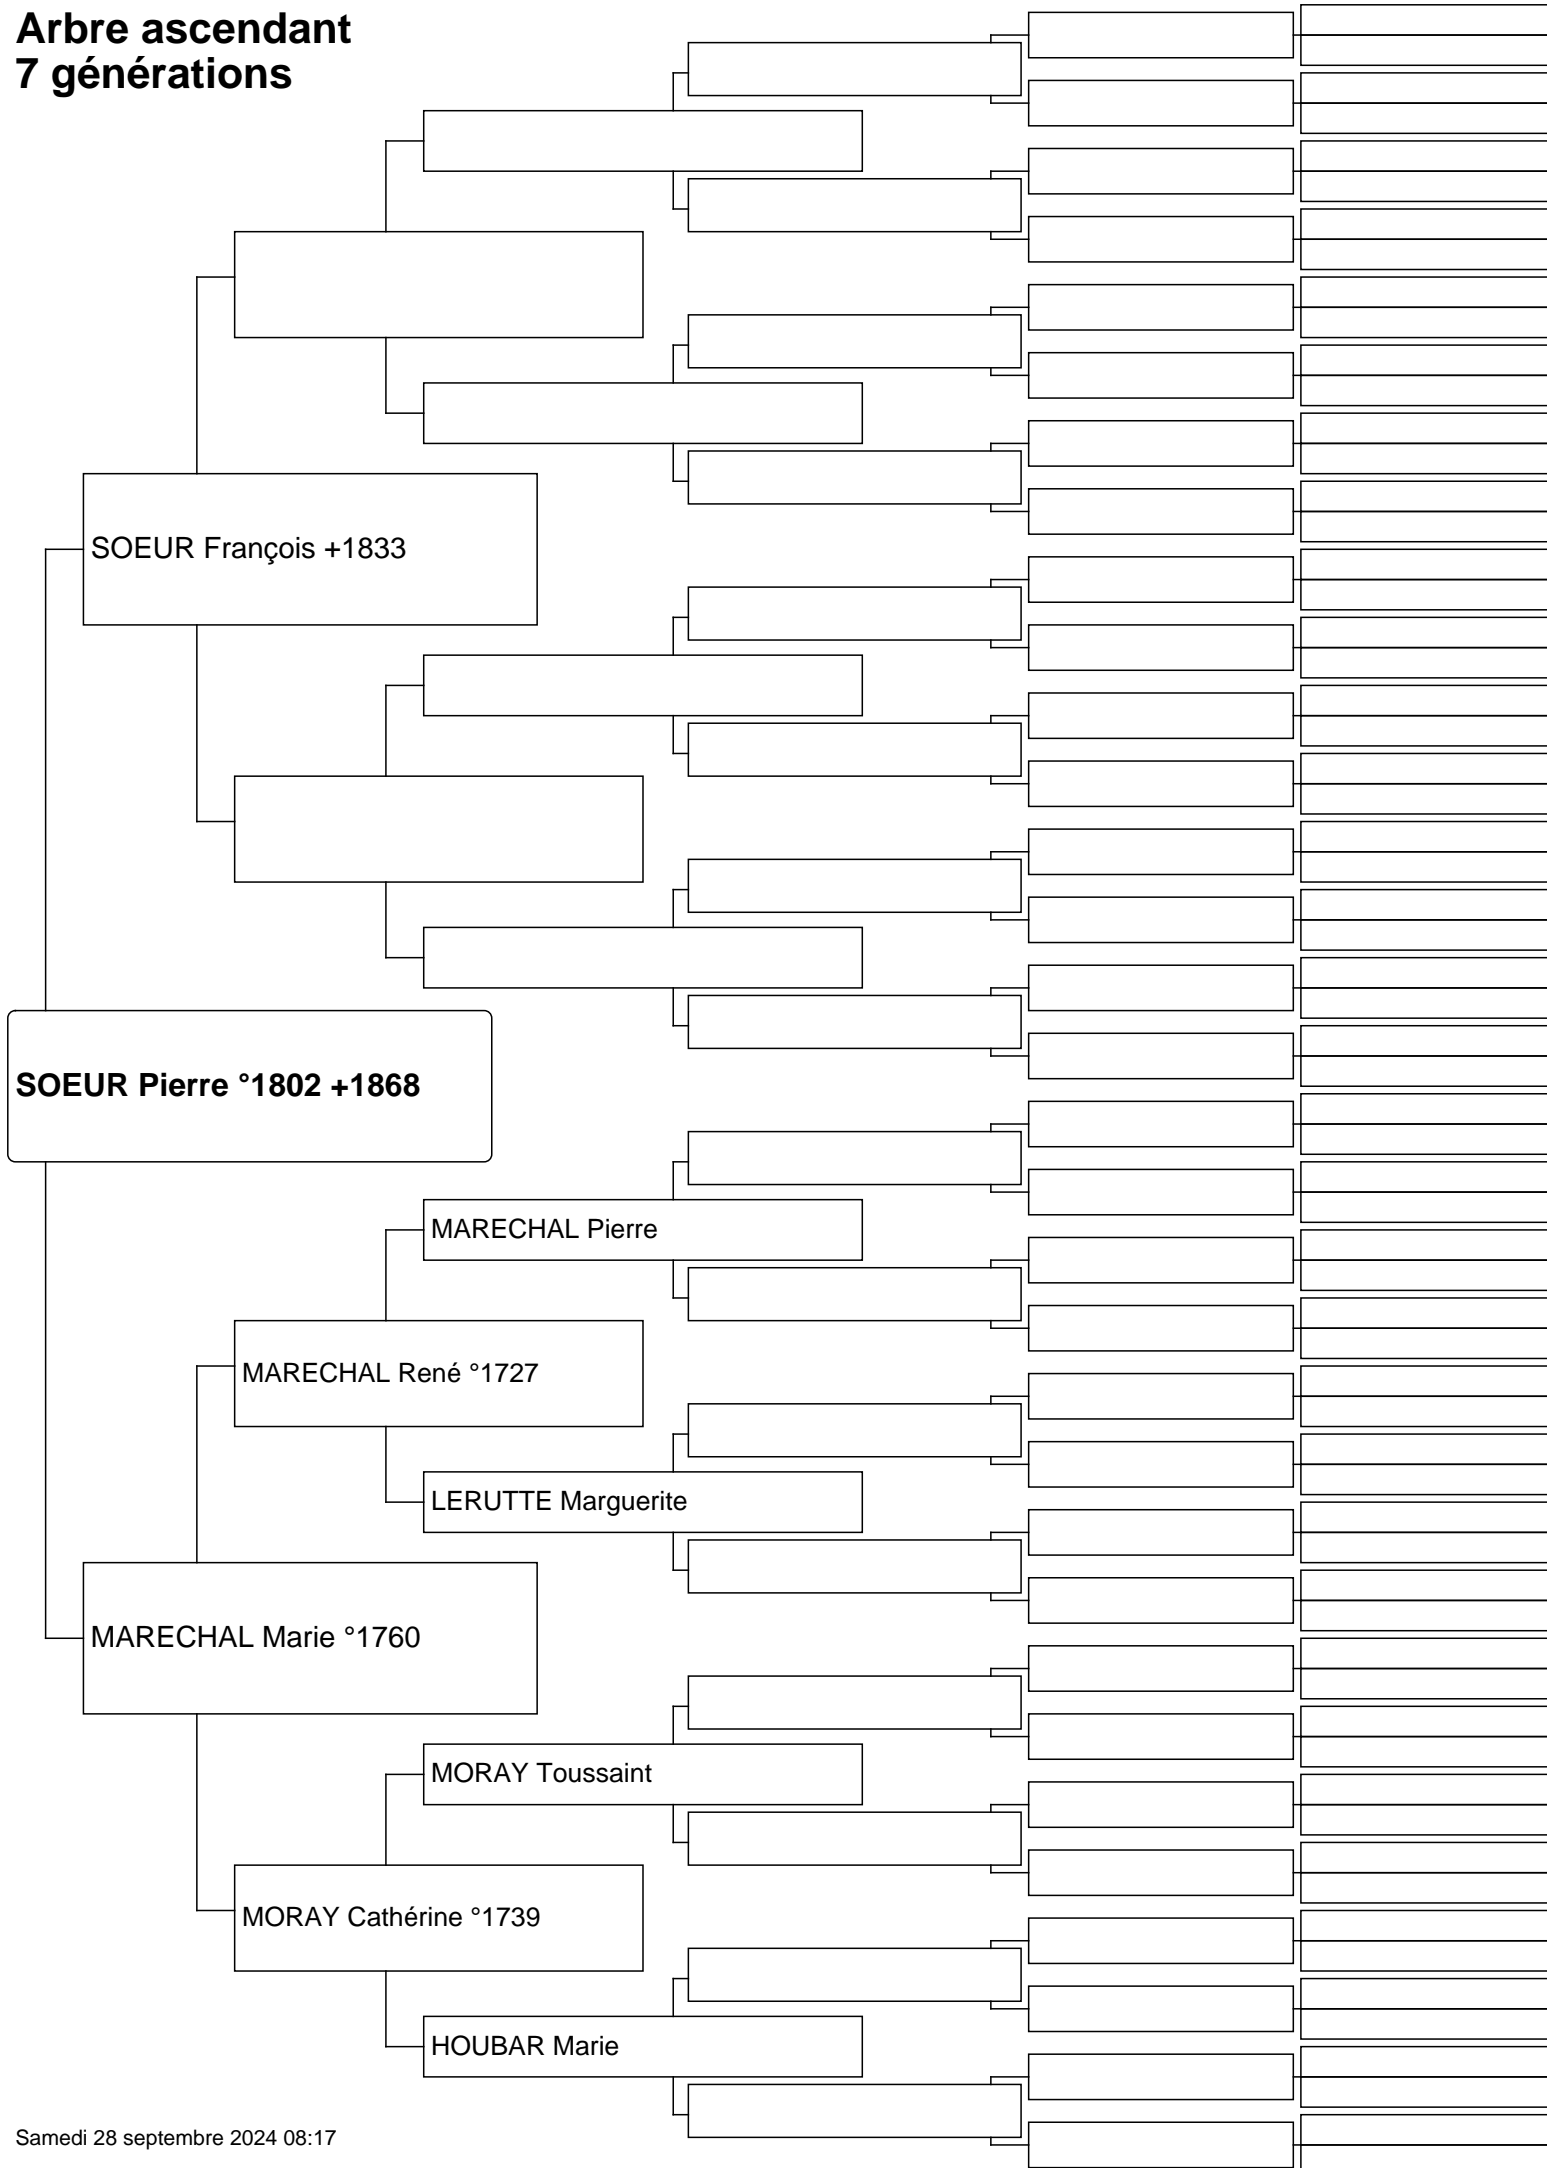 Arbre ascendant
7 générations
SOEUR François +1833
SOEUR Pierre °1802 +1868
MARECHAL Pierre
MARECHAL René °1727
LERUTTE Marguerite
MARECHAL Marie °1760
MORAY Toussaint
MORAY Cathérine °1739
HOUBAR Marie
Samedi 28 septembre 2024 08:17